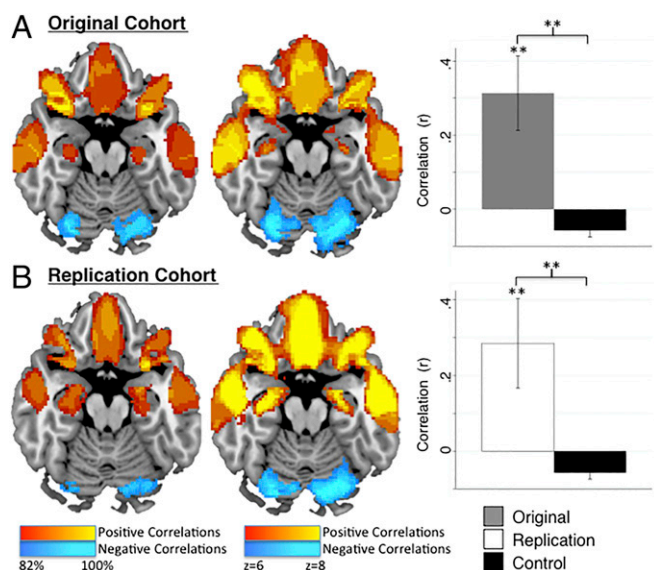 A Original Cohort
**
**
.4
.2
0
Correlation (r)
B Replication Cohort
**
**
.4
.2
0
Correlation (r)
Positive Correlations
Negative Correlations
82% 100%
Positive Correlations
Negative Correlations
z=6 z=8
Original
Replication
Control